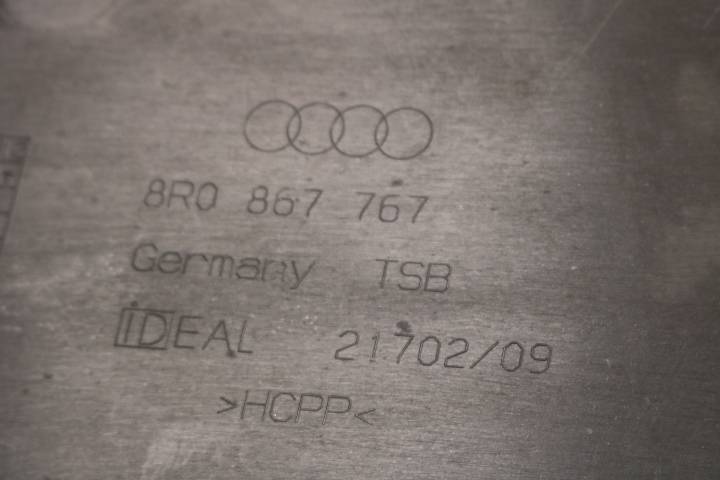 8R0 867 767
Germany TSB
IDEAL 21702/09
>HCPP<